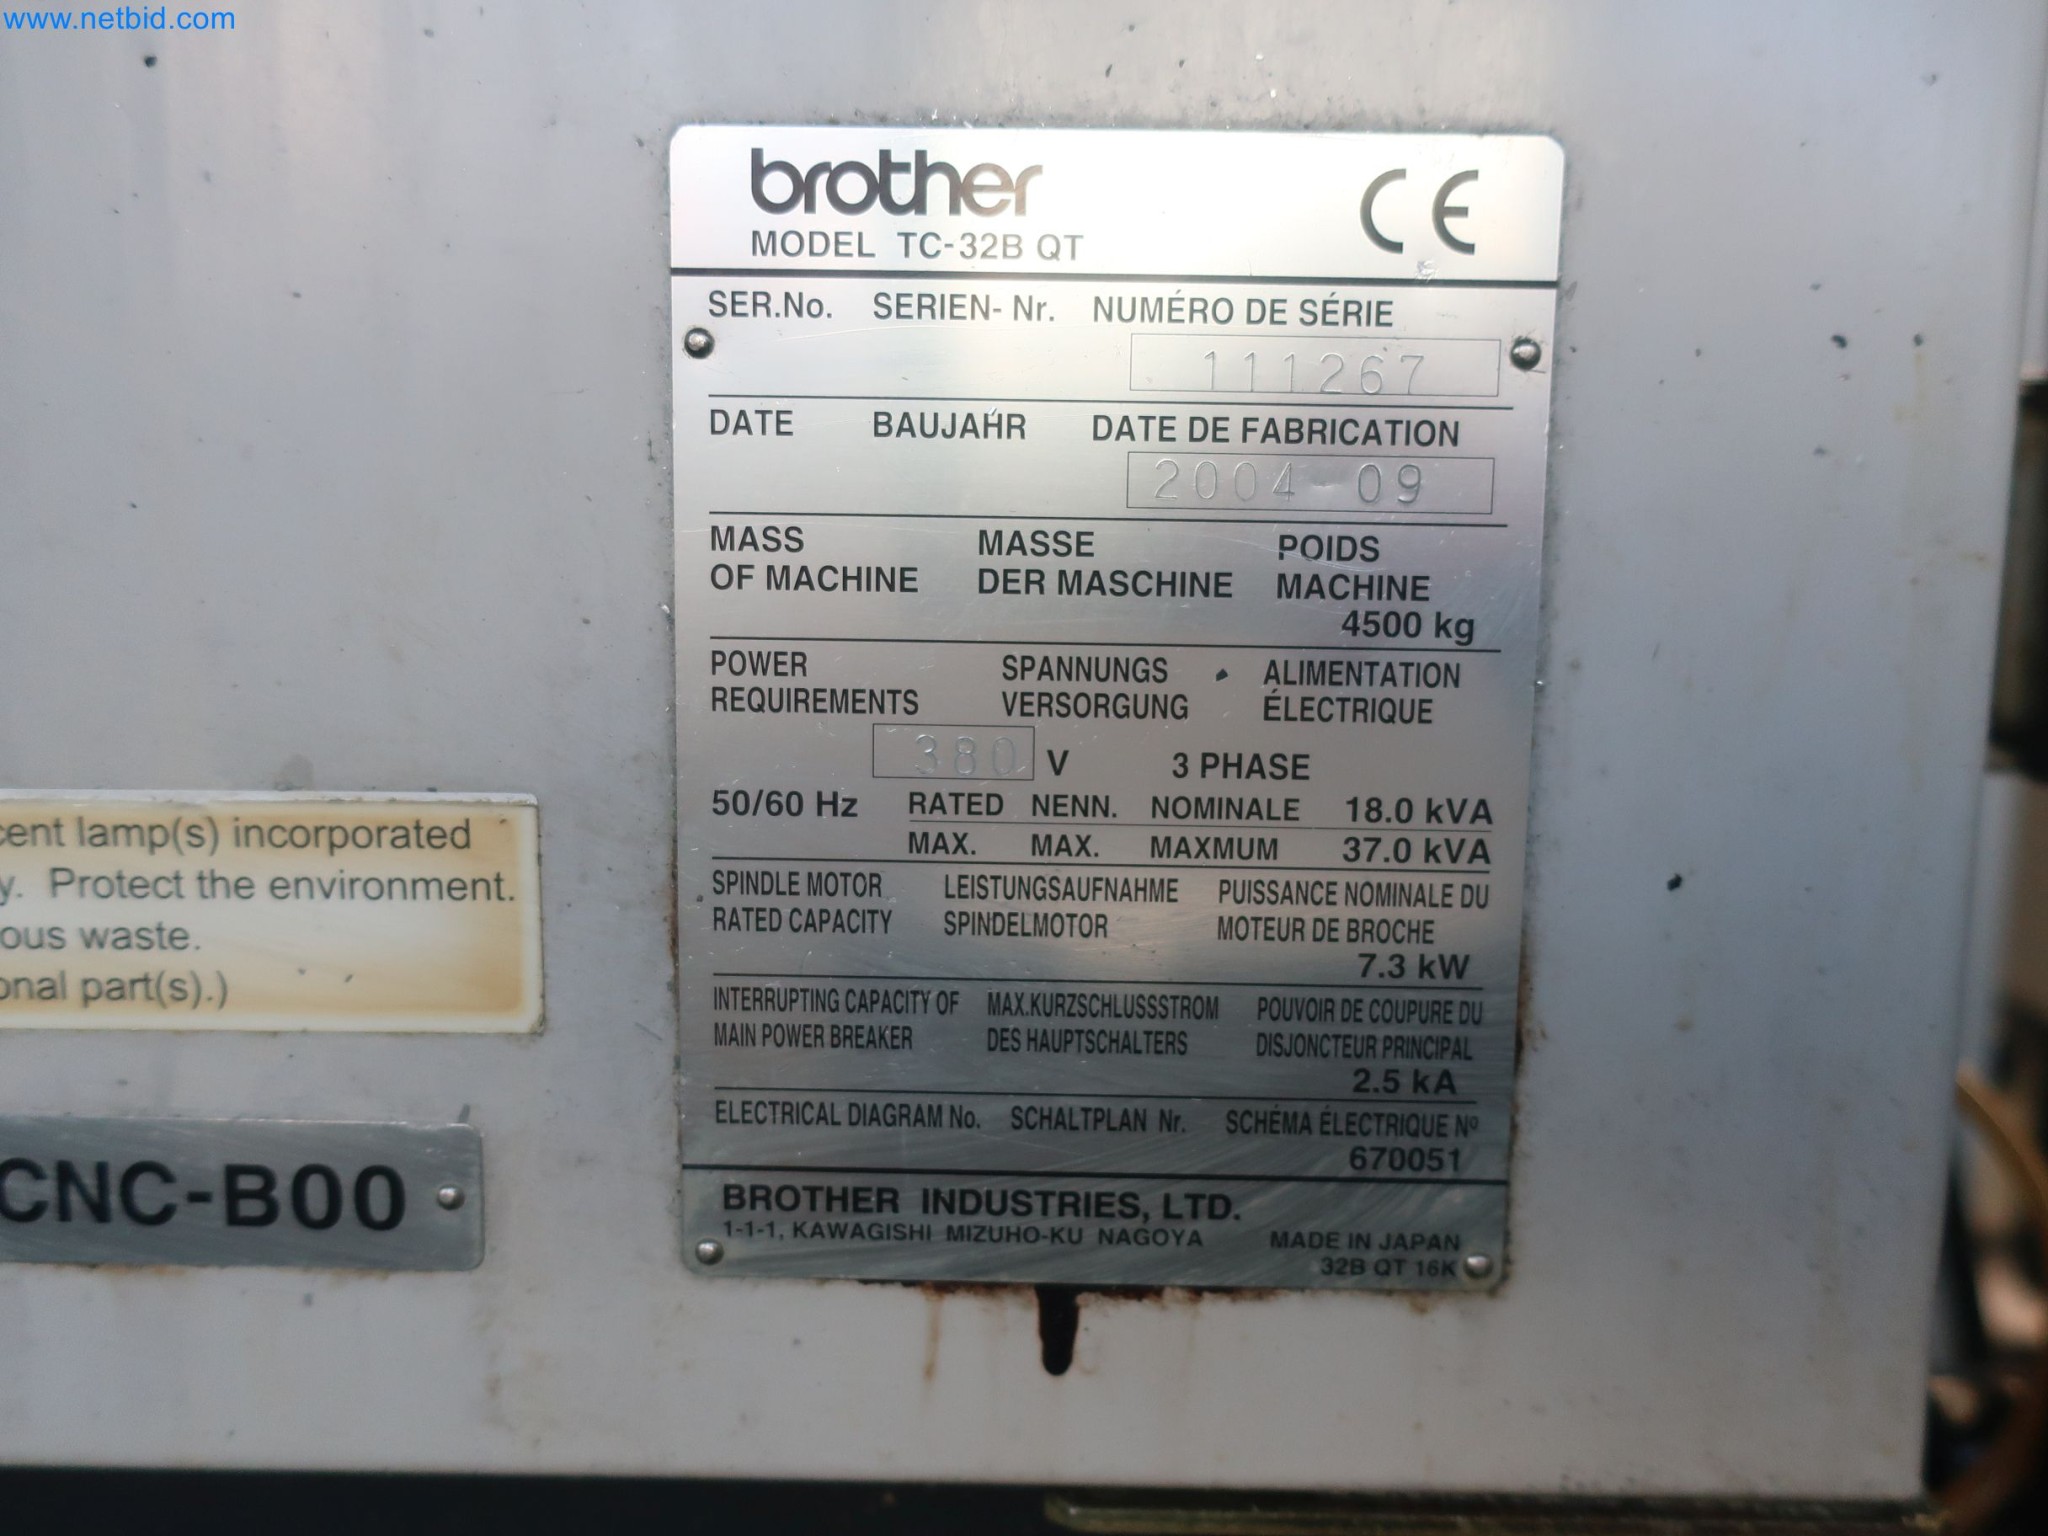 www.netbid.com
brother
CE
MODEL TC-32B QT
SER.No. SERIEN- Nr. NUMÉRO DE SÉRIE
111267
DATE BAUJAHR DATE DE FABRICATION
2004-09
MASS MASSE POIDS
OF MACHINE DER MASCHINE MACHINE
4500 kg
POWER SPANNUNGS ALIMENTATION
REQUIREMENTS VERSORGUNG ÉLECTRIQUE
380 V 3 PHASE
50/60 Hz RATED NENN. NOMINALE 18.0 kVA
MAX. MAX. MAXMUM 37.0 kVA
SPINDLE MOTOR LEISTUNGSAUFNAHME PUISSANCE NOMINALE DU
RATED CAPACITY SPINDELMOTOR MOTEUR DE BROCHE
7.3 kW
INTERRUPTING CAPACITY OF MAX.KURZSCHLUSSSTROM POUVOIR DE COUPURE DU
MAIN POWER BREAKER DES HAUPTSCHALTERS DISJONCTEUR PRINCIPAL
2.5 kA
ELECTRICAL DIAGRAM No. SCHALTPLAN Nr. SCHÉMA ÉLECTRIQUE Nº
670051
BROTHER INDUSTRIES, LTD.
1-1-1, KAWAGISHI MIZUHO-KU NAGOYA MADE IN JAPAN
32B QT 16K
cent lamp(s) incorporated
y. Protect the environment.
ous waste.
onal part(s).)
CNC-B00